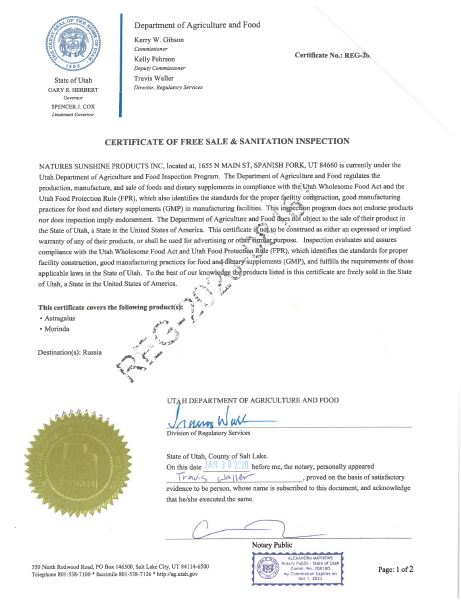 THE GREAT SEAL OF THE STATE OF UTAH
1896
Department of Agriculture and Food
Kerry W. Gibson
Commissioner
Kelly Pehrson
Deputy Commissioner
Travis Waller
Director, Regulatory Services
State of Utah
GARY R. HERBERT
Governor
SPENCER J. COX
Lieutenant Governor
CERTIFICATE OF FREE SALE & SANITATION INSPECTION
NATURES SUNSHINE PRODUCTS INC, located at, 1655 N MAIN ST, SPANISH FORK, UT 84660 is currently under the
Utah Department of Agriculture and Food Inspection Program. The Department of Agriculture and Food regulates the
production, manufacture, and sale of foods and dietary supplements in compliance with the Utah Wholesome Food Act and the
Utah Food Protection Rule (FPR), which also identifies the standards for the proper facility construction, good manufacturing
practices for food and dietary supplements (GMP) in manufacturing facilities. This inspection program does not endorse products
nor does inspection imply endorsement. The Department of Agriculture and Food does not object to the sale of their product in
the State of Utah, a State in the United States of America. This certificate is not to be construed as either an expressed or implied
warranty of any of their products, or shall be used for advertising or other similar purpose. Inspection evaluates and assures
compliance with the Utah Wholesome Food Act and Utah Food Protection Rule (FPR), which identifies the standards for proper
facility construction, good manufacturing practices for food and dietary supplements (GMP), and fulfills the requirements of those
applicable laws in the State of Utah. To the best of our knowledge the products listed in this certificate are freely sold in the State
of Utah, a State in the United States of America.
This certificate covers the following product(s):
• Astragalus
• Morinda
Destination(s): Russia
UTAH DEPARTMENT OF AGRICULTURE AND FOOD
Division of Regulatory Services
State of Utah, County of Salt Lake.
On this date JAN 30 2020 before me, the notary, personally appeared
Travis Waller, proved on the basis of satisfactory
evidence to be person, whose name is subscribed to this document, and acknowledge
that he/she executed the same.
Notary Public
ALEXANDRA MATHEWS
Notary Public - State of Utah
My Commission Expires on
350 North Redwood Road, PO Box 146500, Salt Lake City, UT 84114-6500
Telephone 801-538-7100 * facsimile 801-538-7126 * http://ag.utah.gov
Page: 1 of 2